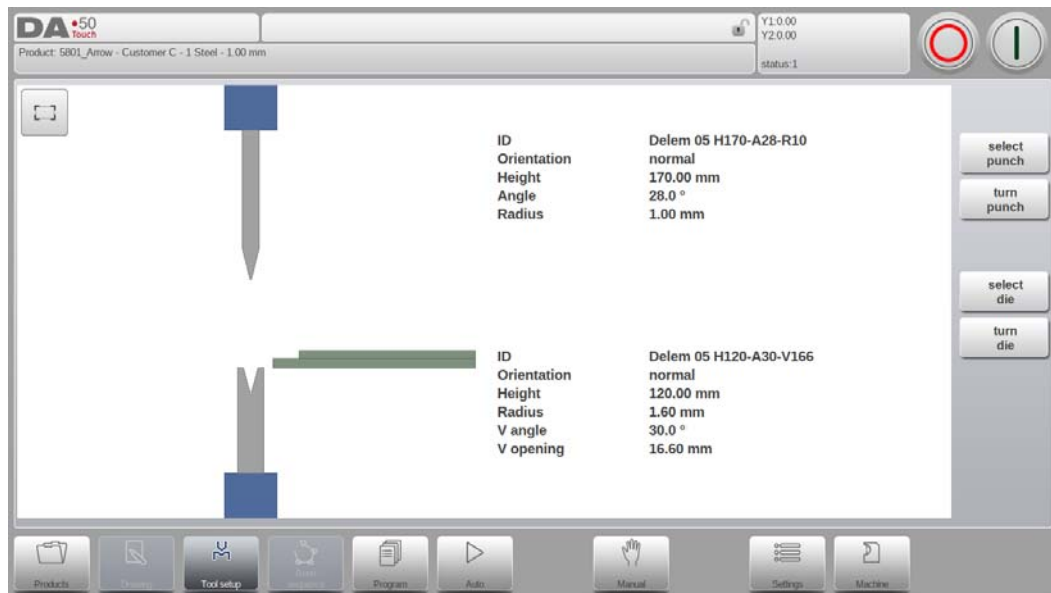 DA•50
Touch
Product: 5801_Arrow - Customer C - 1 Steel - 1.00 mm
Y1:0.00
Y2:0.00
status:1
ID Delem 05 H170-A28-R10
Orientation normal
Height 170.00 mm
Angle 28.0 °
Radius 1.00 mm
select
punch
turn
punch
select
die
turn
die
ID Delem 05 H120-A30-V166
Orientation normal
Height 120.00 mm
Radius 1.60 mm
V angle 30.0 °
V opening 16.60 mm
Products
Drawing
Tool setup
sequence
Program
Auto
Manual
Settings
Machine